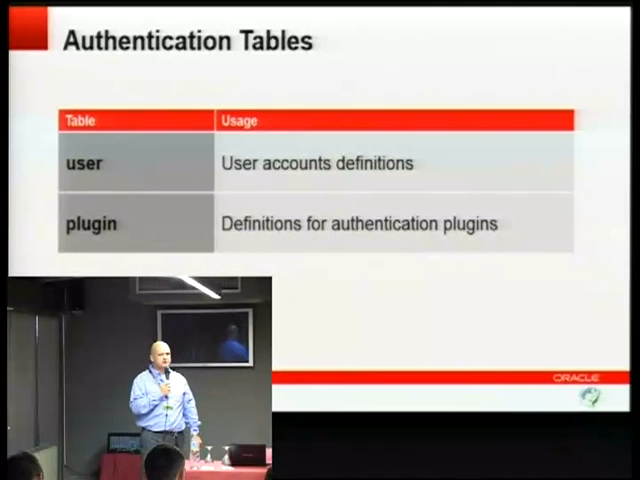 Authentication Tables
Table Usage
user User accounts definitions
plugin Definitions for authentication plugins
ORACLE